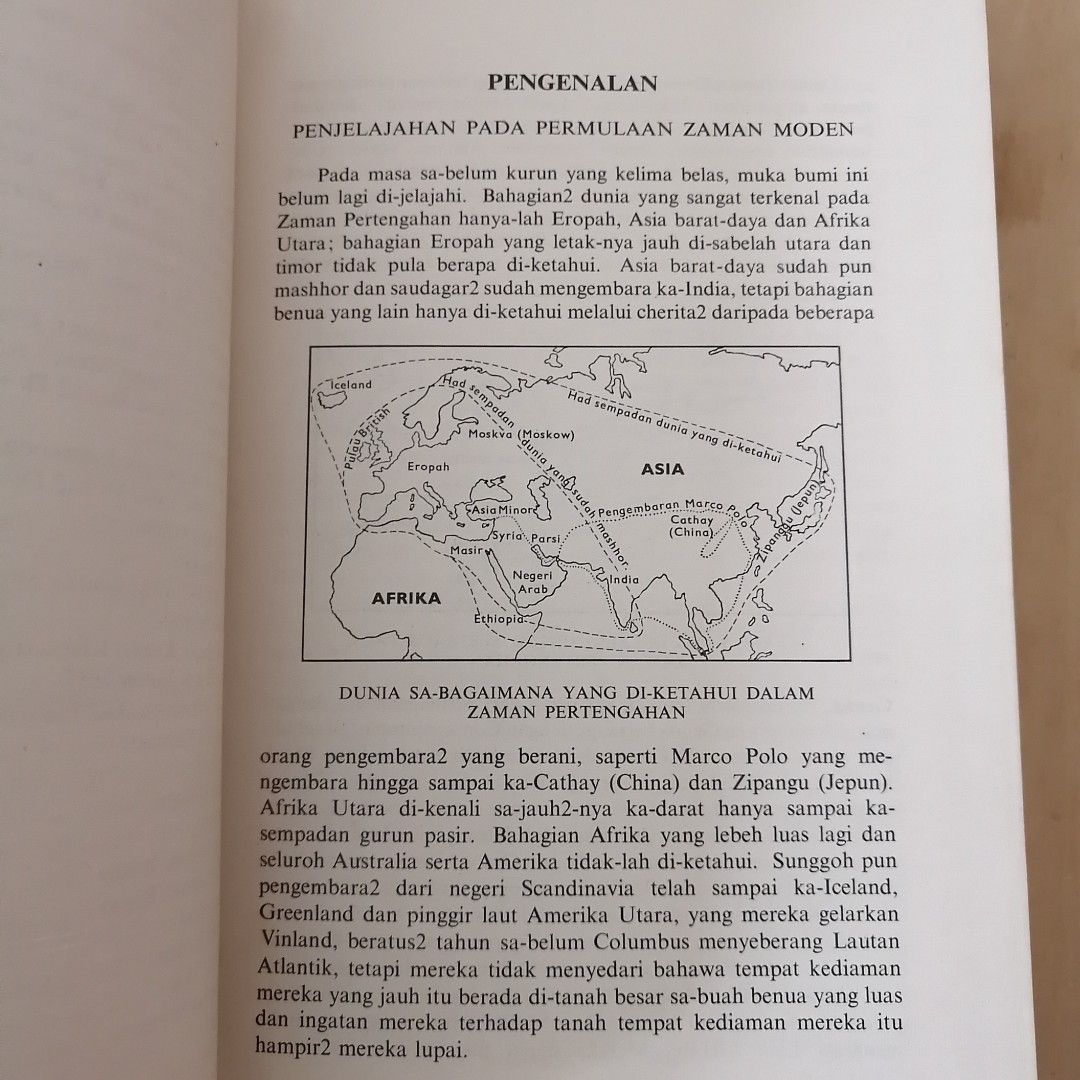 PENGENALAN
PENJELAJAHAN PADA PERMULAAN ZAMAN MODEN
Pada masa sa-belum kurun yang kelima belas, muka bumi ini
belum lagi di-jelajahi. Bahagian2 dunia yang sangat terkenal pada
Zaman Pertengahan hanya-lah Eropah, Asia barat-daya dan Afrika
Utara; bahagian Eropah yang letak-nya jauh di-sabelah utara dan
timor tidak pula berapa di-ketahui. Asia barat-daya sudah pun
mashhor dan saudagar2 sudah mengembara ka-India, tetapi bahagian
benua yang lain hanya di-ketahui melalui cherita2 daripada beberapa
Iceland
Had sempadan dunia yang sudah mashhor
Had sempadan dunia yang di-ketahui
Pulau British
Moskva (Moskow)
Eropah
ASIA
Asia Minor
Pengembaran Marco Polo
Cathay
(China)
Zipanggu (Jepun)
Syria
Parsi
Masir
Negeri
Arab
India
AFRIKA
Ethiopia
DUNIA SA-BAGAIMANA YANG DI-KETAHUI DALAM
ZAMAN PERTENGAHAN
orang pengembara2 yang berani, saperti Marco Polo yang me-
ngembara hingga sampai ka-Cathay (China) dan Zipangu (Jepun).
Afrika Utara di-kenali sa-jauh2-nya ka-darat hanya sampai ka-
sempadan gurun pasir. Bahagian Afrika yang lebeh luas lagi dan
seluroh Australia serta Amerika tidak-lah di-ketahui. Sunggoh pun
pengembara2 dari negeri Scandinavia telah sampai ka-Iceland,
Greenland dan pinggir laut Amerika Utara, yang mereka gelarkan
Vinland, beratus2 tahun sa-belum Columbus menyeberang Lautan
Atlantik, tetapi mereka tidak menyedari bahawa tempat kediaman
mereka yang jauh itu berada di-tanah besar sa-buah benua yang luas
dan ingatan mereka terhadap tanah tempat kediaman mereka itu
hampir2 mereka lupai.